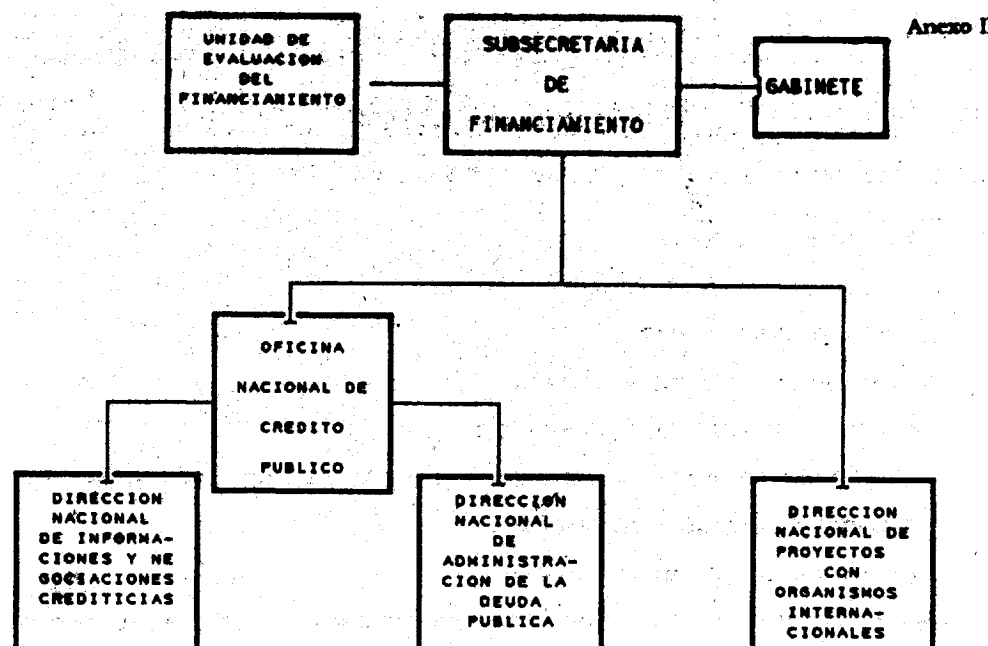 Anexo I
UNIDAD DE
EVALUACION
DEL
FINANCIAMIENTO
SUBSECRETARIA
DE
FINANCIAMIENTO
GABINETE
OFICINA
NACIONAL DE
CREDITO
PUBLICO
DIRECCION
NACIONAL
DE INFORMA-
CIONES Y NE
GOCIACIONES
CREDITICIAS
DIRECCION
NACIONAL
DE
ADMINISTRA-
CION DE LA
DEUDA
PUBLICA
DIRECCION
NACIONAL DE
PROYECTOS
CON
ORGANISMOS
INTERNA-
CIONALES